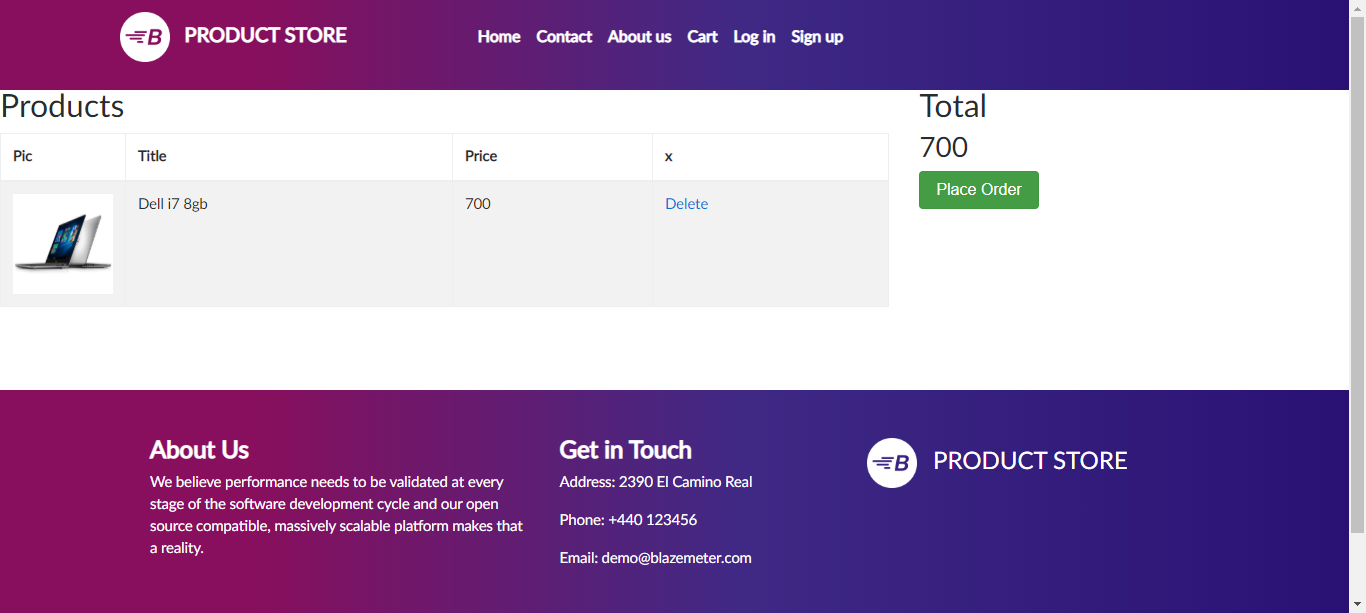 B PRODUCT STORE Home Contact About us Cart Log in Sign up
Products
Pic Title Price x
Dell i7 8gb 700 Delete
Total
700
Place Order
About Us
We believe performance needs to be validated at every
stage of the software development cycle and our open
source compatible, massively scalable platform makes that
a reality.
Get in Touch
Address: 2390 El Camino Real
Phone: +440 123456
Email: demo@blazemeter.com
B PRODUCT STORE